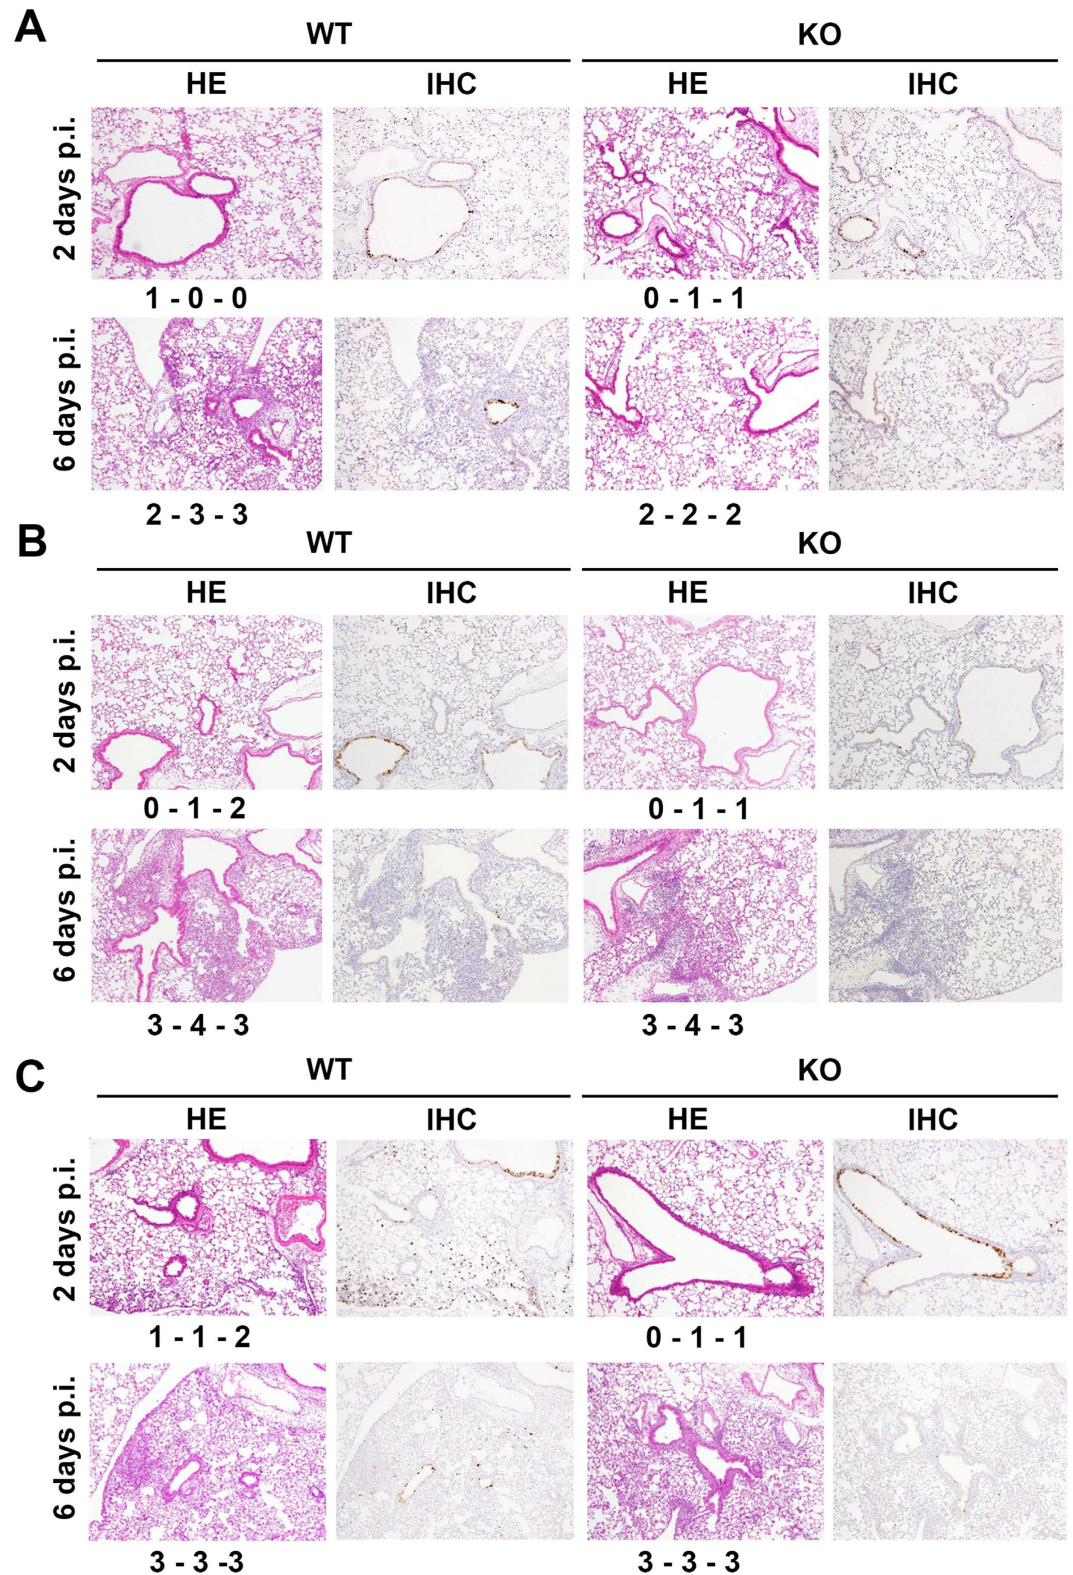 A
WT KO
HE IHC HE IHC
2 days p.i.
1 - 0 - 0 0 - 1 - 1
6 days p.i.
2 - 3 - 3 2 - 2 - 2
B
WT KO
HE IHC HE IHC
2 days p.i.
0 - 1 - 2 0 - 1 - 1
6 days p.i.
3 - 4 - 3 3 - 4 - 3
C
WT KO
HE IHC HE IHC
2 days p.i.
1 - 1 - 2 0 - 1 - 1
6 days p.i.
3 - 3 -3 3 - 3 - 3